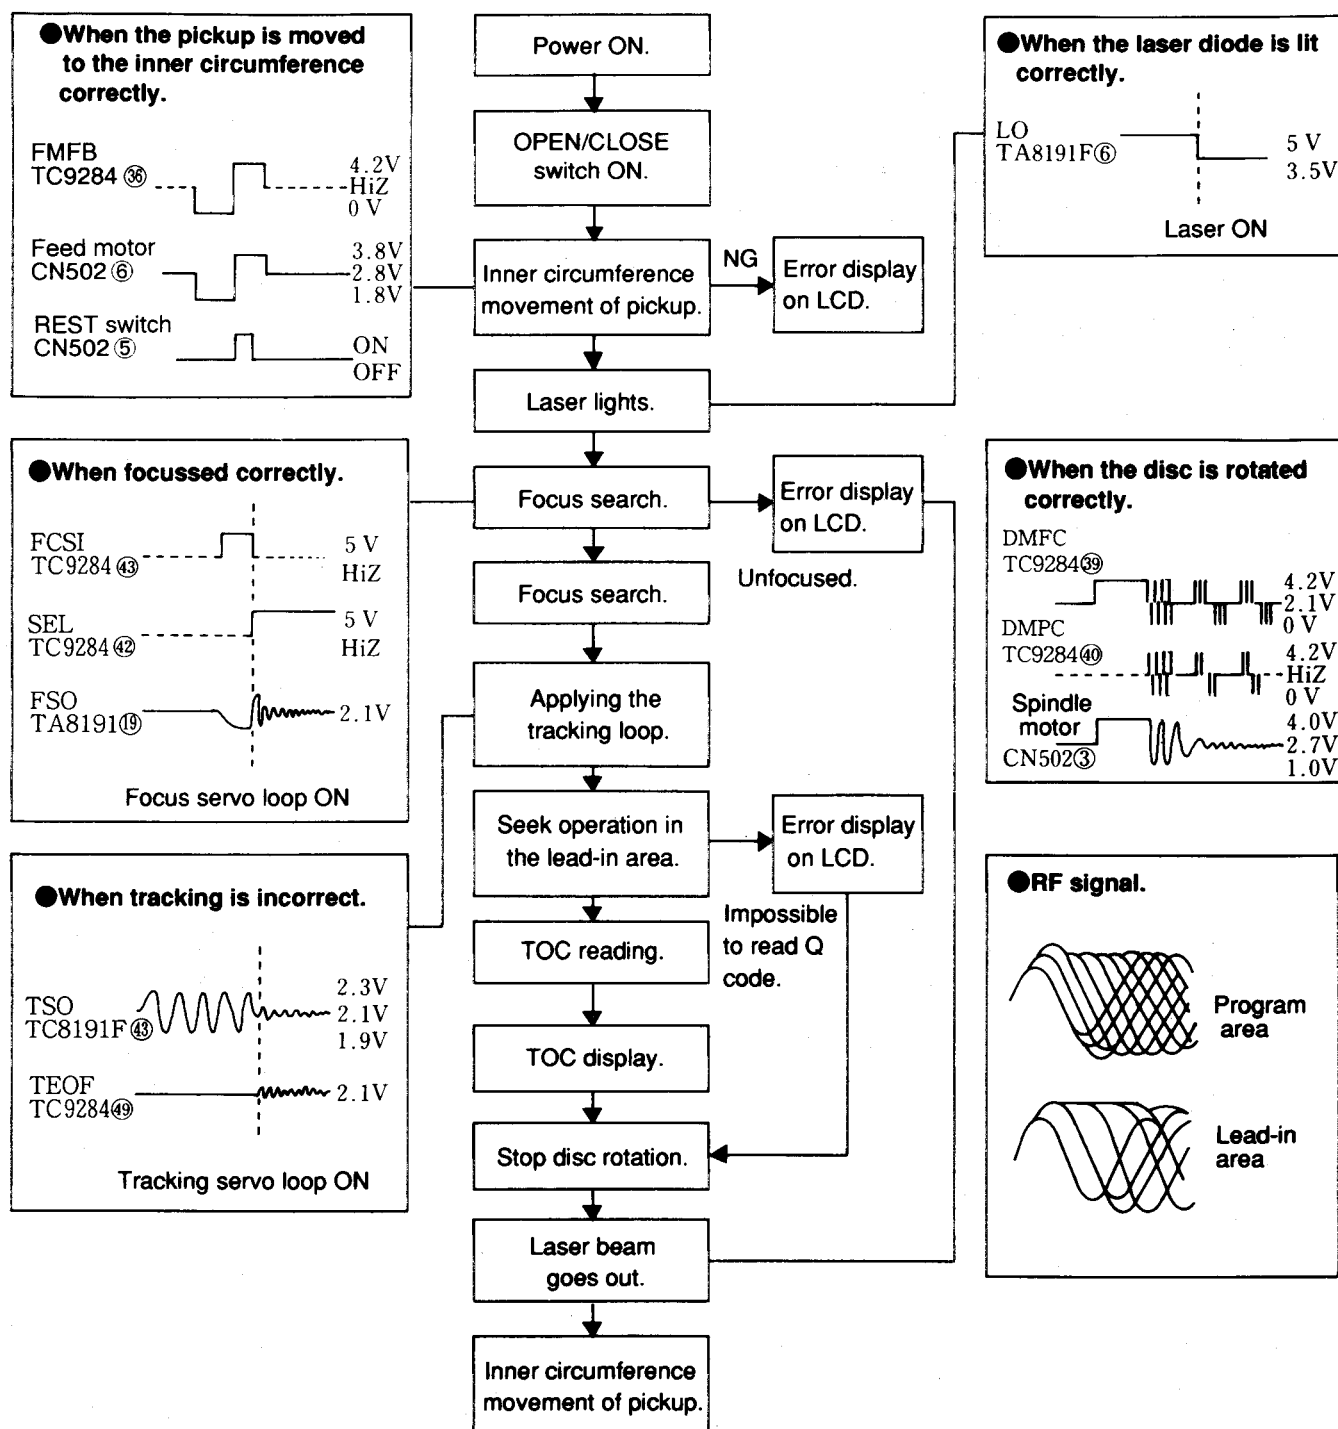 ●When the pickup is moved
to the inner circumference
correctly.
FMFB
TC9284 ㊱
4.2V
HiZ
0 V
Feed motor
CN502 ⑥
3.8V
2.8V
1.8V
REST switch
CN502 ⑤
ON
OFF
Power ON.
OPEN/CLOSE
switch ON.
Inner circumference
movement of pickup.
NG
Error display
on LCD.
Laser lights.
●When the laser diode is lit
correctly.
LO
TA8191F⑥
5 V
3.5V
Laser ON
●When focussed correctly.
FCSI
TC9284㊸
5 V
HiZ
SEL
TC9284㊷
5 V
HiZ
FSO
TA8191⑲
2.1V
Focus servo loop ON
Focus search.
Error display
on LCD.
Unfocused.
Focus search.
Applying the
tracking loop.
●When the disc is rotated
correctly.
DMFC
TC9284㊴
4.2V
2.1V
0 V
DMPC
TC9284㊵
4.2V
HiZ
0 V
Spindle
motor
CN502③
4.0V
2.7V
1.0V
Seek operation in
the lead-in area.
Error display
on LCD.
Impossible
to read Q
code.
●When tracking is incorrect.
TSO
TC8191F㊸
2.3V
2.1V
1.9V
TEOF
TC9284㊾
2.1V
Tracking servo loop ON
TOC reading.
TOC display.
Stop disc rotation.
Laser beam
goes out.
Inner circumference
movement of pickup.
●RF signal.
Program
area
Lead-in
area